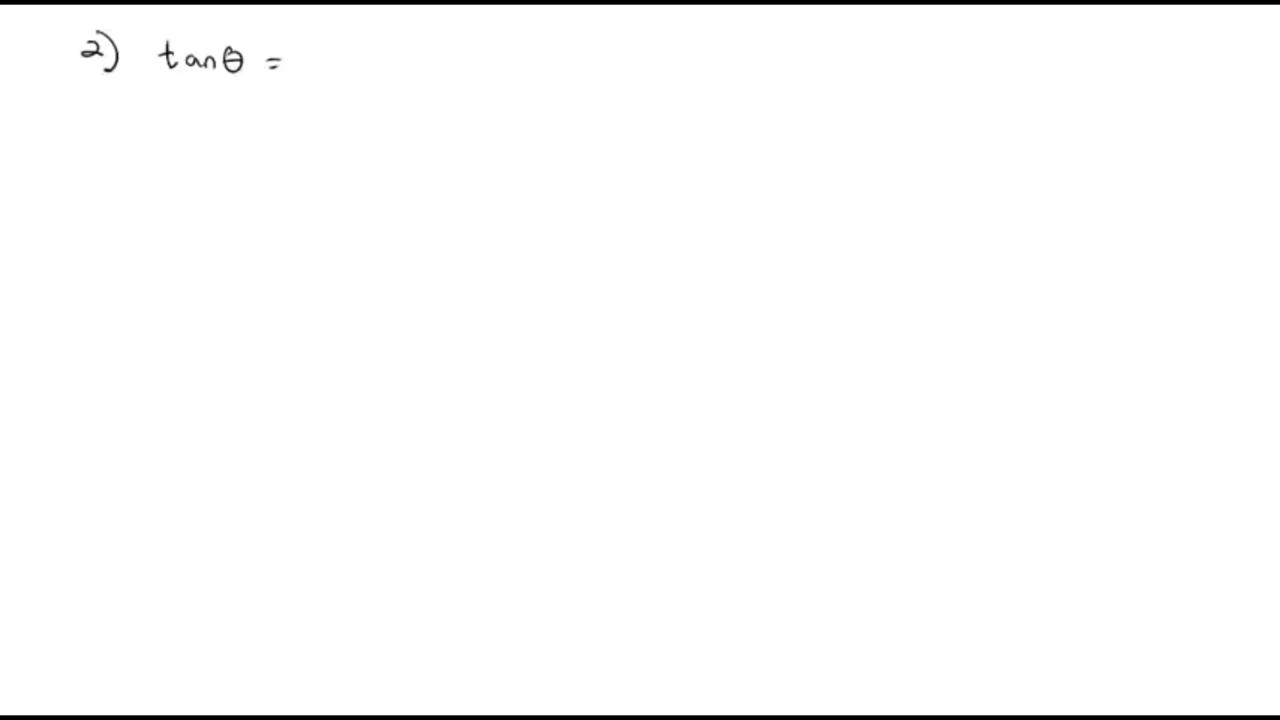 2) tanθ =